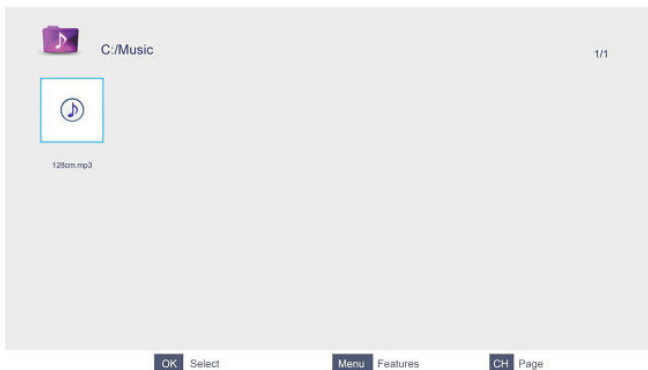 C:/Music
1/1
128cm.mp3
OK Select
Menu Features
CH Page